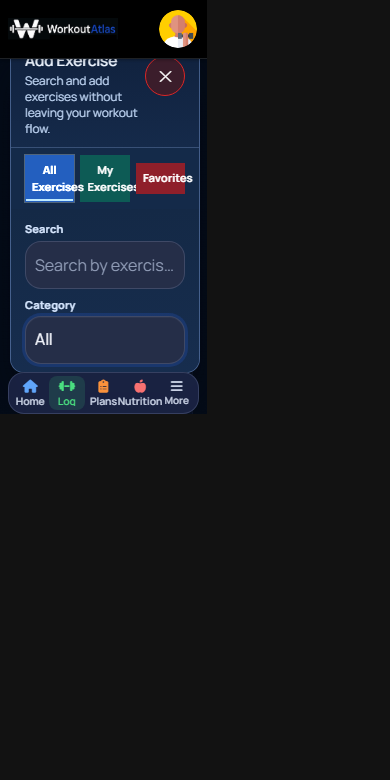 WorkoutAtlas
Add Exercise
Search and add
exercises without
leaving your workout
flow.
All
Exercises
My
Exercises
Favorites
Search
Search by exercis...
Category
All
Home
Log
Plans
Nutrition
More